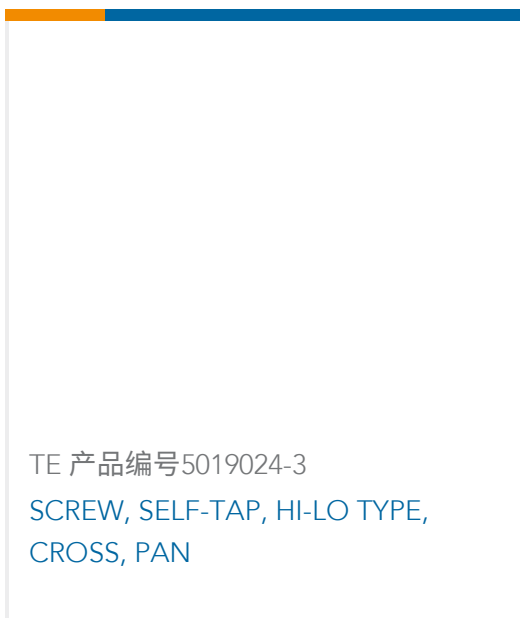 TE 产品编号5019024-3
SCREW, SELF-TAP, HI-LO TYPE,
CROSS, PAN